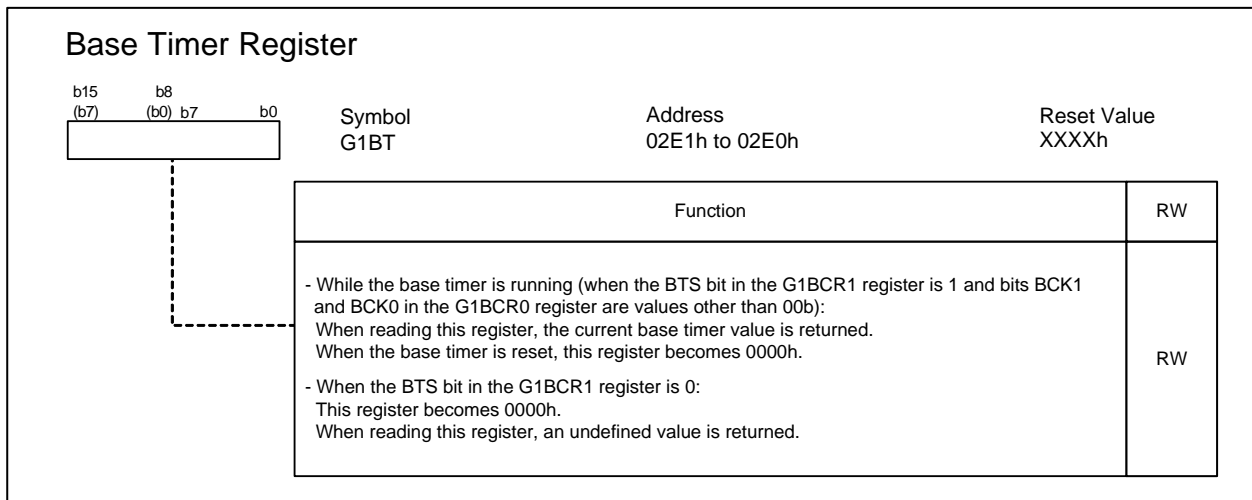 Base Timer Register
b15 b8
(b7) (b0) b7 b0
Symbol Address Reset Value
G1BT 02E1h to 02E0h XXXXh
Function RW
- While the base timer is running (when the BTS bit in the G1BCR1 register is 1 and bits BCK1
and BCK0 in the G1BCR0 register are values other than 00b):
When reading this register, the current base timer value is returned.
When the base timer is reset, this register becomes 0000h.
RW
- When the BTS bit in the G1BCR1 register is 0:
This register becomes 0000h.
When reading this register, an undefined value is returned.